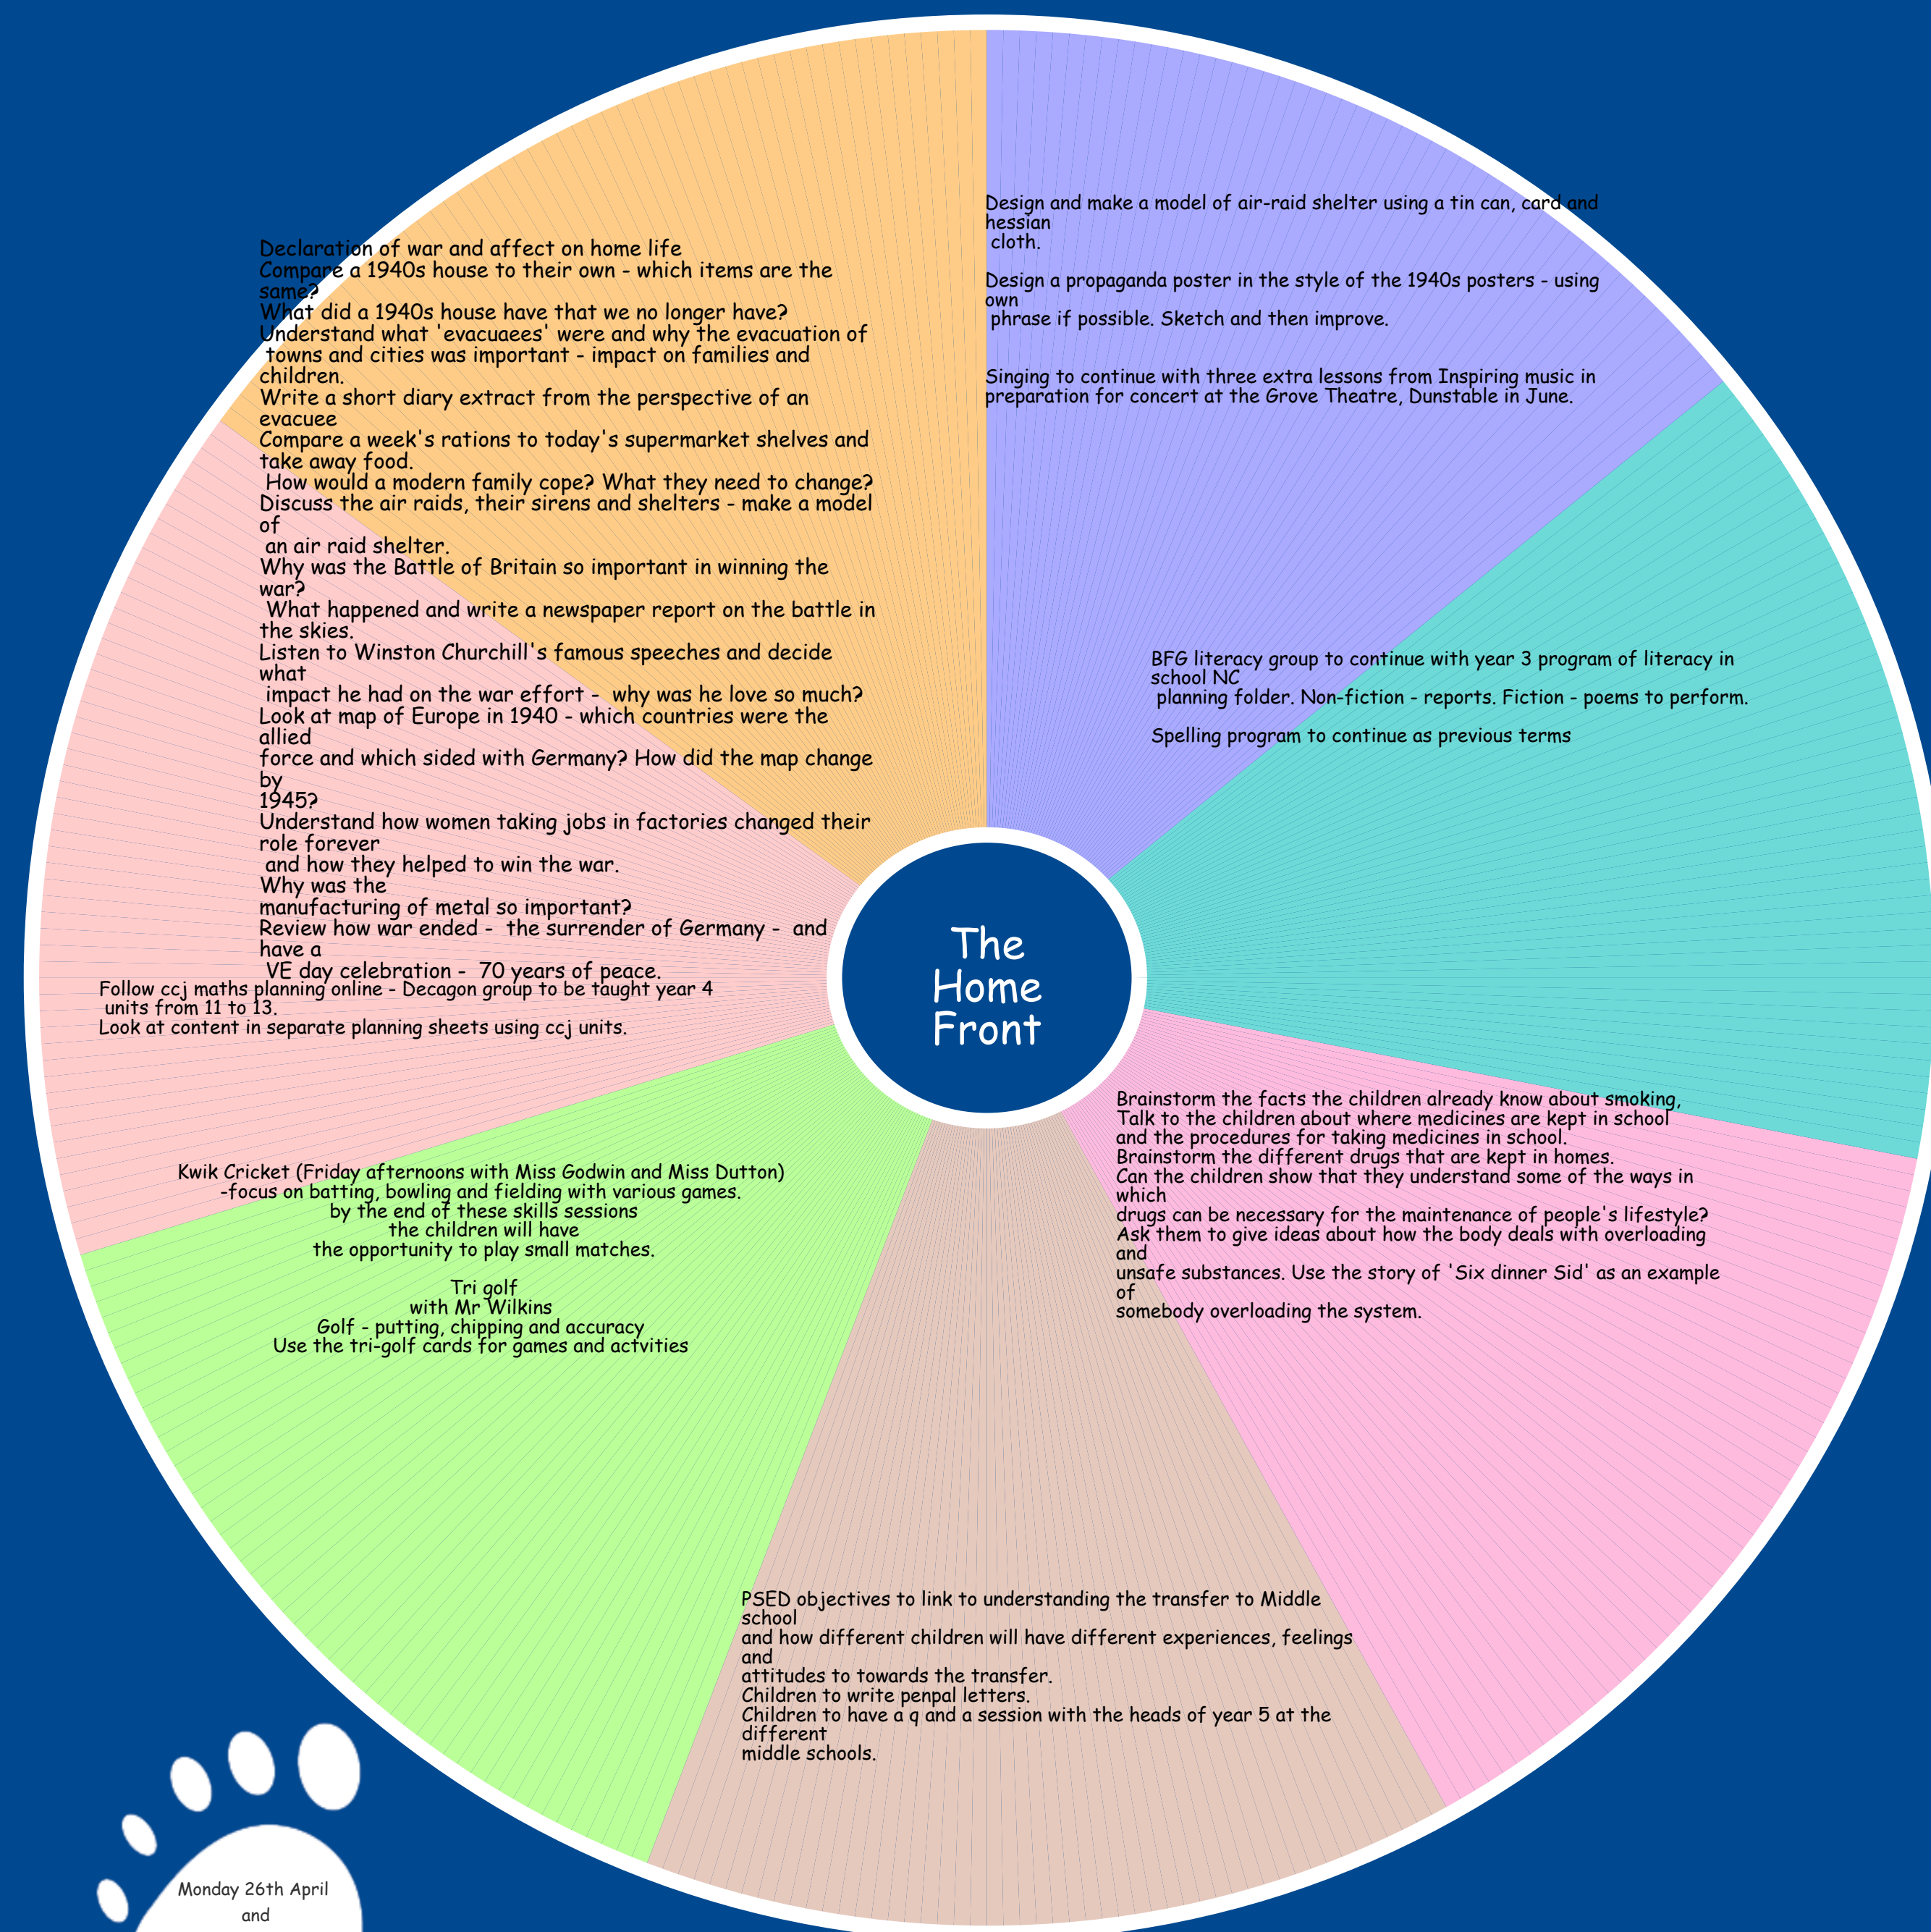 Design and make a model of air-raid shelter using a tin can, card and
hessian
cloth.
Design a propaganda poster in the style of the 1940s posters - using
own
phrase if possible. Sketch and then improve.
Singing to continue with three extra lessons from Inspiring music in
preparation for concert at the Grove Theatre, Dunstable in June.
Declaration of war and affect on home life
Compare a 1940s house to their own - which items are the
same?
What did a 1940s house have that we no longer have?
Understand what 'evacuaees' were and why the evacuation of
towns and cities was important - impact on families and
children.
Write a short diary extract from the perspective of an
evacuee
Compare a week's rations to today's supermarket shelves and
take away food.
How would a modern family cope? What they need to change?
Discuss the air raids, their sirens and shelters - make a model
of
an air raid shelter.
Why was the Battle of Britain so important in winning the
war?
What happened and write a newspaper report on the battle in
the skies.
Listen to Winston Churchill's famous speeches and decide
what
impact he had on the war effort - why was he love so much?
Look at map of Europe in 1940 - which countries were the
allied
force and which sided with Germany? How did the map change
by
1945?
Understand how women taking jobs in factories changed their
role forever
and how they helped to win the war.
Why was the
manufacturing of metal so important?
Review how war ended - the surrender of Germany - and
have a
VE day celebration - 70 years of peace.
BFG literacy group to continue with year 3 program of literacy in
school NC
planning folder. Non-fiction - reports. Fiction - poems to perform.
Spelling program to continue as previous terms
The
Home
Front
Follow ccj maths planning online - Decagon group to be taught year 4
units from 11 to 13.
Look at content in separate planning sheets using ccj units.
Brainstorm the facts the children already know about smoking,
Talk to the children about where medicines are kept in school
and the procedures for taking medicines in school.
Brainstorm the different drugs that are kept in homes.
Can the children show that they understand some of the ways in
which
drugs can be necessary for the maintenance of people's lifestyle?
Ask them to give ideas about how the body deals with overloading
and
unsafe substances. Use the story of 'Six dinner Sid' as an example
of
somebody overloading the system.
Kwik Cricket (Friday afternoons with Miss Godwin and Miss Dutton)
-focus on batting, bowling and fielding with various games.
by the end of these skills sessions
the children will have
the opportunity to play small matches.
Tri golf
with Mr Wilkins
Golf - putting, chipping and accuracy
Use the tri-golf cards for games and actvities
PSED objectives to link to understanding the transfer to Middle
school
and how different children will have different experiences, feelings
and
attitudes to towards the transfer.
Children to write penpal letters.
Children to have a q and a session with the heads of year 5 at the
different
middle schools.
Monday 26th April
and